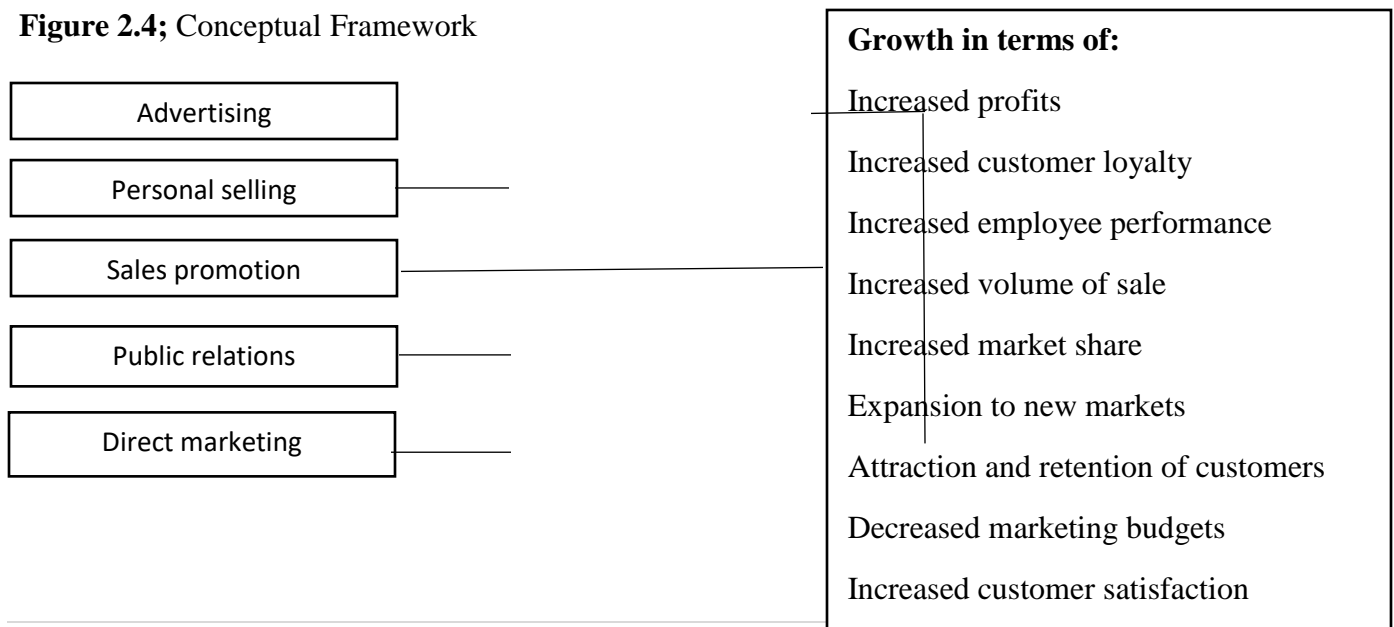 Figure 2.4; Conceptual Framework
Advertising
Personal selling
Sales promotion
Public relations
Direct marketing
Growth in terms of:
Increased profits
Increased customer loyalty
Increased employee performance
Increased volume of sale
Increased market share
Expansion to new markets
Attraction and retention of customers
Decreased marketing budgets
Increased customer satisfaction